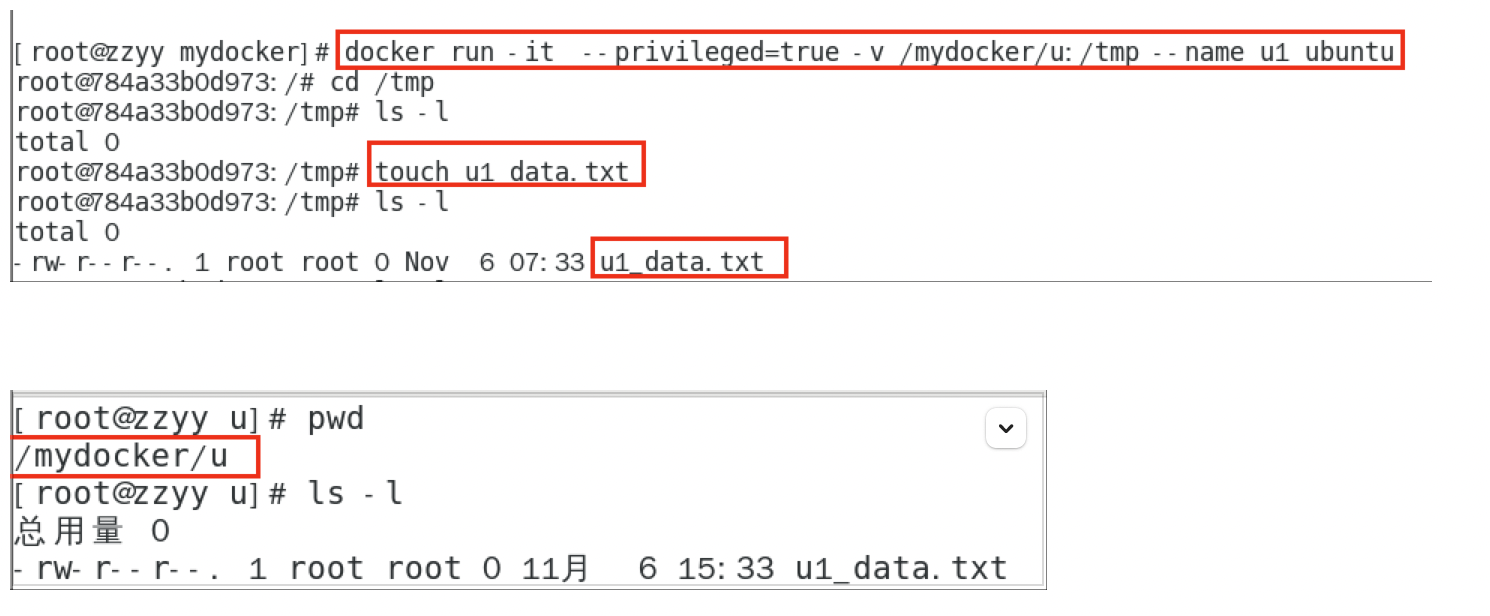 [root@zzyy mydocker]# docker run -it  --privileged=true -v /mydocker/u:/tmp --name u1 ubuntu
root@784a33b0d973:/# cd /tmp
root@784a33b0d973:/tmp# ls -l
total 0
root@784a33b0d973:/tmp# touch u1_data.txt
root@784a33b0d973:/tmp# ls -l
total 0
-rw-r--r--. 1 root root 0 Nov  6 07:33 u1_data.txt
[root@zzyy u]# pwd
/mydocker/u
[root@zzyy u]# ls -l
总用量 0
-rw-r--r--. 1 root root 0 11月   6 15:33 u1_data.txt